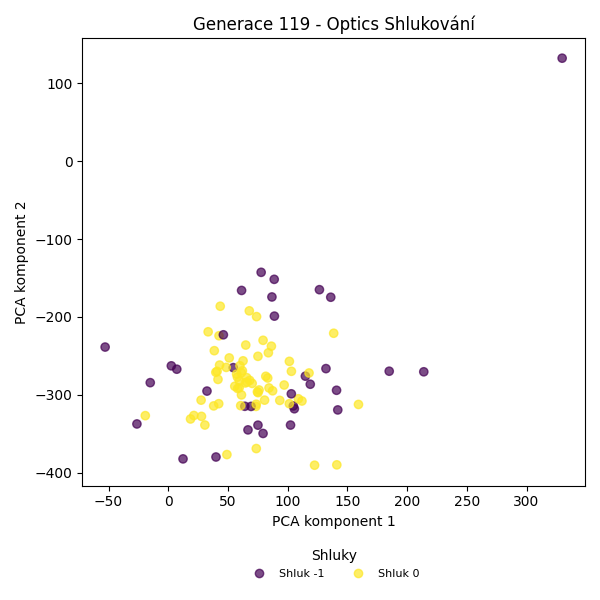 Generace 119 - Optics Shlukování
PCA komponent 2
100
0
−100
−200
−300
−400
−50
0
50
100
150
200
250
300
PCA komponent 1
Shluky
Shluk -1
Shluk 0